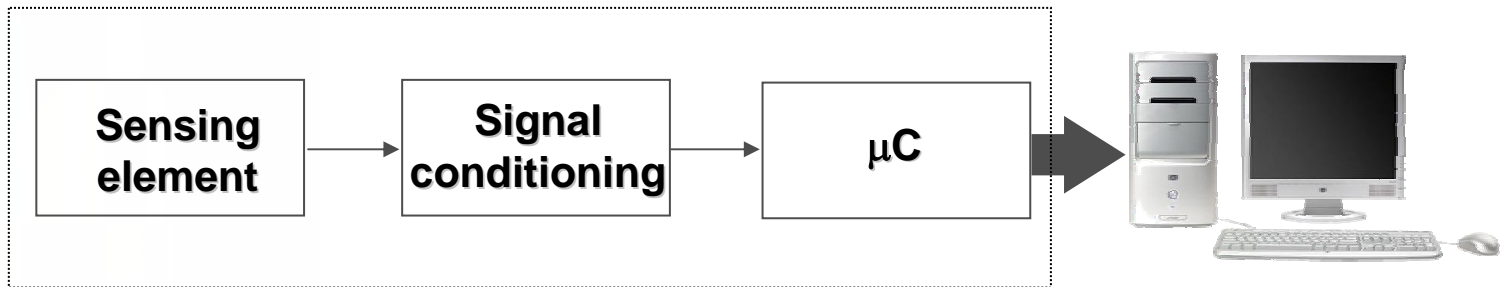 Sensing
element
Signal
conditioning
μC